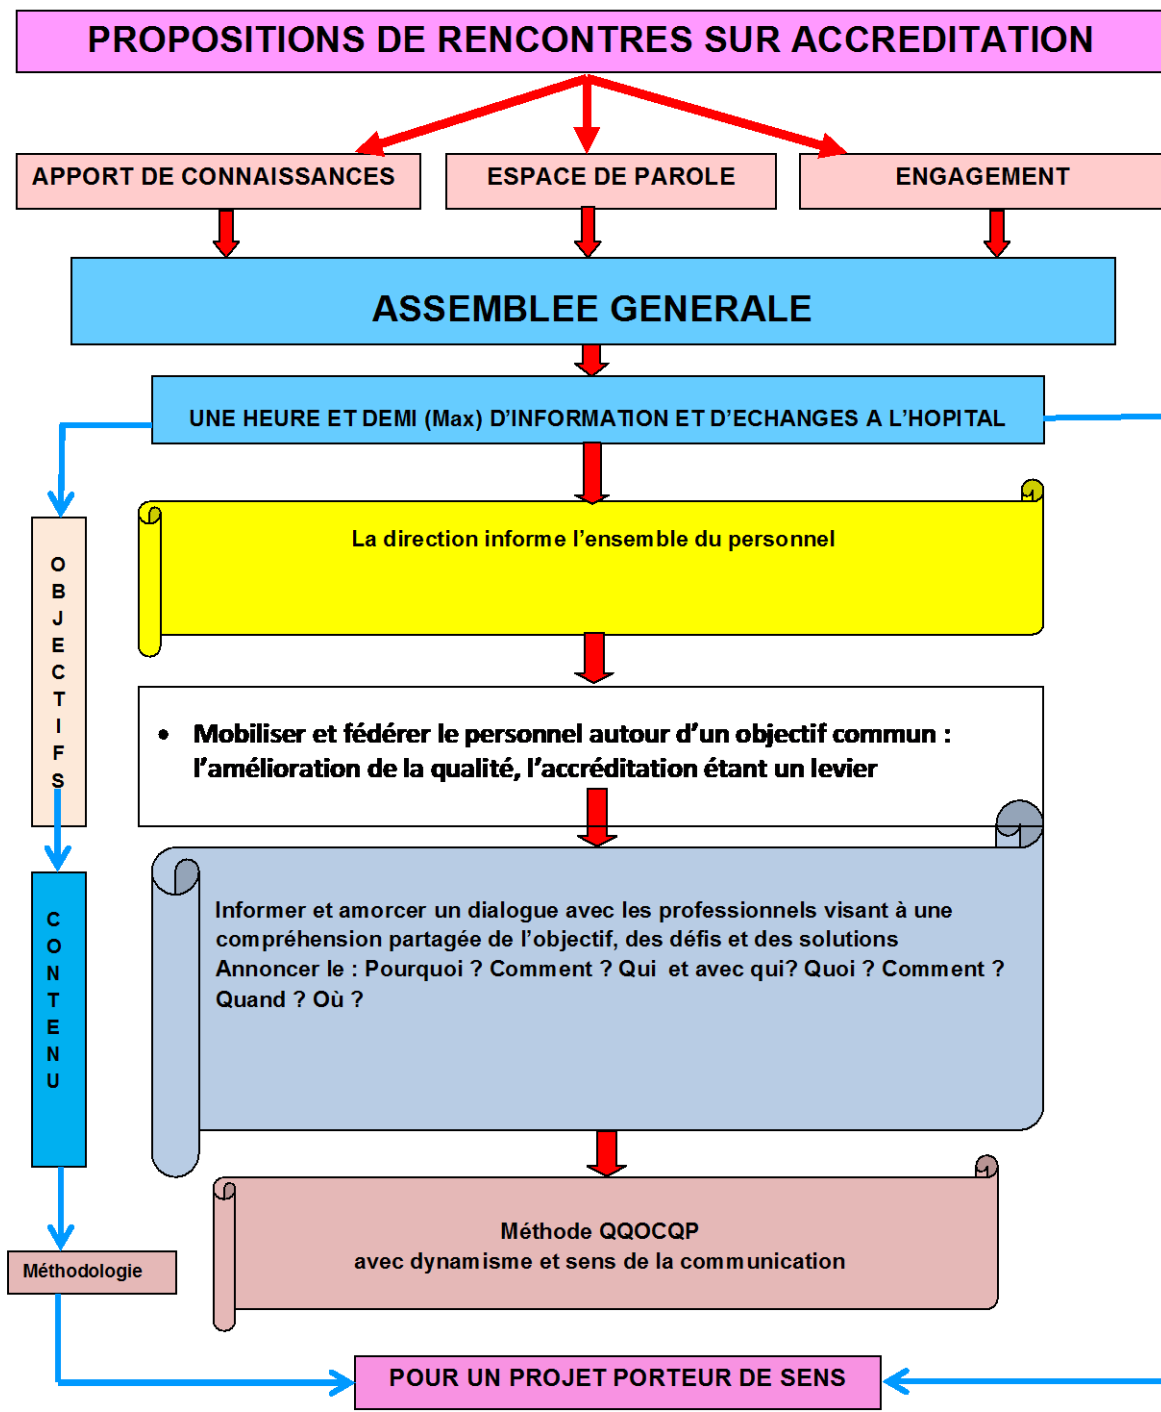 PROPOSITIONS DE RENCONTRES SUR ACCREDITATION
APPORT DE CONNAISSANCES
ESPACE DE PAROLE
ENGAGEMENT
ASSEMBLEE GENERALE
UNE HEURE ET DEMI (Max) D'INFORMATION ET D'ECHANGES A L'HOPITAL
La direction informe l'ensemble du personnel
OBJECTIFS
• Mobiliser et fédérer le personnel autour d'un objectif commun :
l'amélioration de la qualité, l'accréditation étant un levier
CONTENU
Informer et amorcer un dialogue avec les professionnels visant à une
compréhension partagée de l'objectif, des défis et des solutions
Annoncer le : Pourquoi ? Comment ? Qui et avec qui? Quoi ? Comment ?
Quand ? Où ?
Méthodologie
Méthode QQOCQP
avec dynamisme et sens de la communication
POUR UN PROJET PORTEUR DE SENS